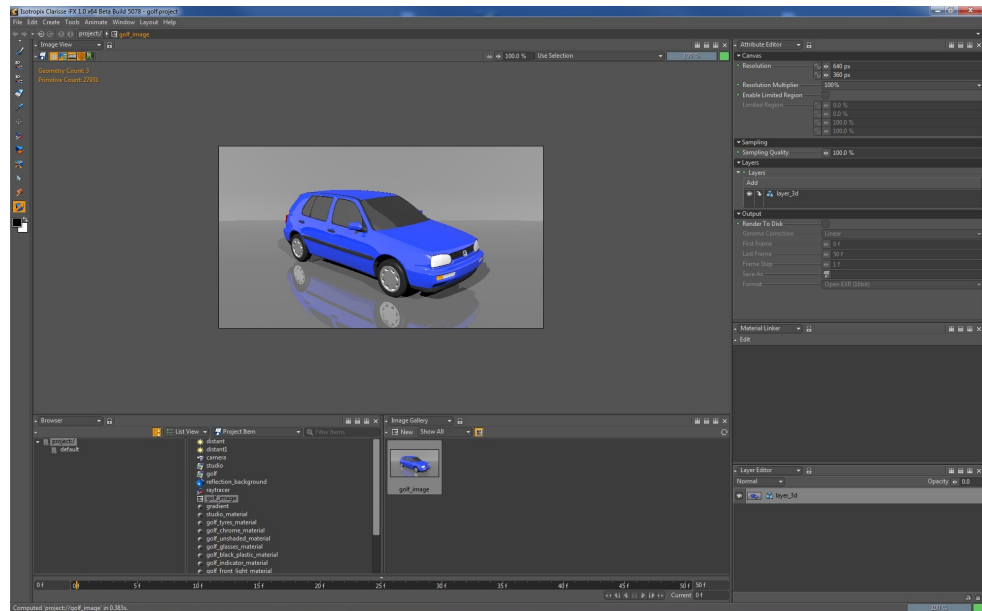 Isotropix Clarisse iFX 1.0 x64 Beta Build 5078 - golf.project
File Edit Create Tools Animate Window Layout Help
project:/ golf_image
Image View
100.0 % Use Selection
Geometry Count: 3
Primitive Count: 27931
Browser
List View Project Item Filter Items
project:/
default
distant
distant1
camera
studio
golf
reflection_background
raytracer
golf_image
gradient
studio_material
golf_tyres_material
golf_chrome_material
golf_unshaded_material
golf_glasses_material
golf_black_plastic_material
golf_indicator_material
golf_front_light_material
Image Gallery
New Show All
golf_image
Attribute Editor
Canvas
Resolution 640 px
360 px
Resolution Multiplier 100%
Enable Limited Region
Limited Region 0.0 %
0.0 %
100.0 %
100.0 %
Sampling
Sampling Quality 100.0 %
Layers
Layers
Add
layer_3d
Output
Render To Disk
Gamma Correction Linear
First Frame 0 f
Last Frame 50 f
Frame Step 1 f
Save As
Format Open EXR (16bit)
Material Linker
Edit
Layer Editor
Normal Opacity 0.0
layer_3d
0 f 0 f 5 f 10 f 15 f 20 f 25 f 30 f 35 f 40 f 45 f 50 f 50 f
Current 0 f
Computed 'project://golf_image' in 0.383s.
100 %